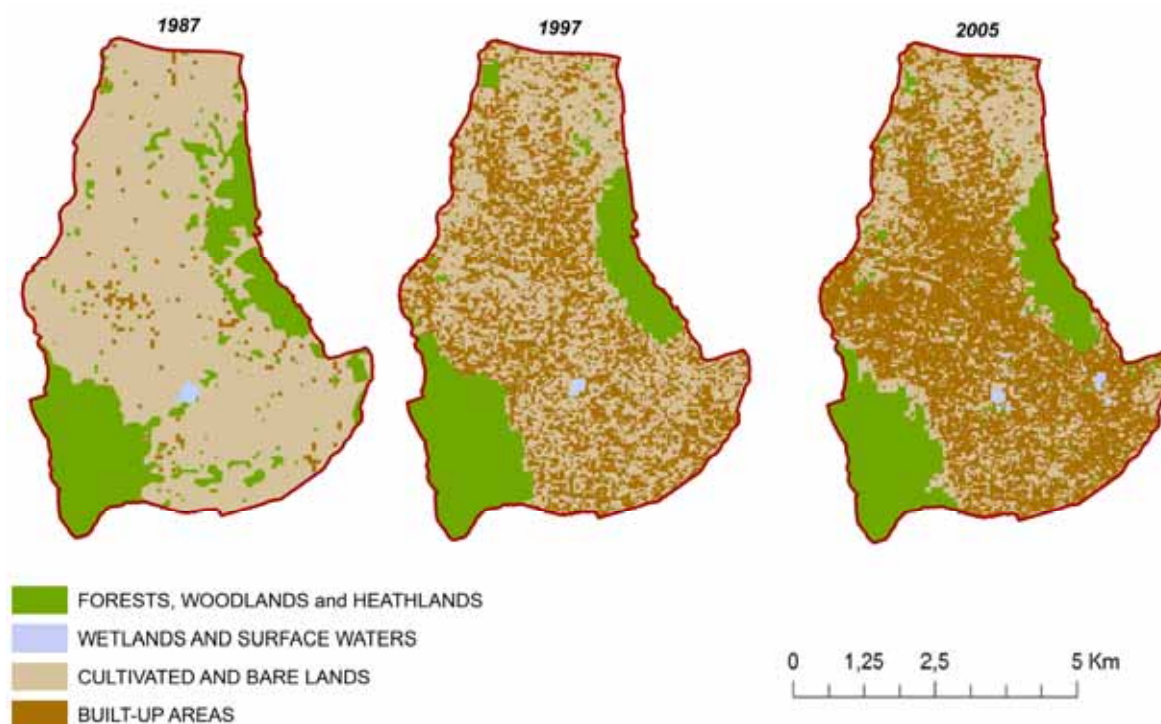 1987
1997
2005
FORESTS, WOODLANDS and HEATHLANDS
WETLANDS AND SURFACE WATERS
CULTIVATED AND BARE LANDS
BUILT-UP AREAS
0 1,25 2,5 5 Km